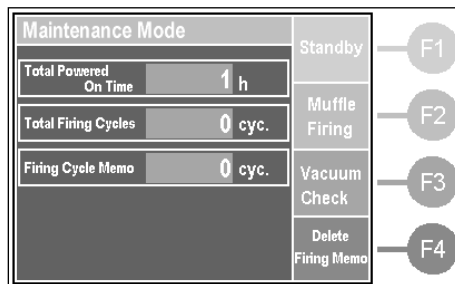 Maintenance Mode
Total Powered
On Time 1 h
Total Firing Cycles 0 cyc.
Firing Cycle Memo 0 cyc.
Standby F1
Muffle
Firing F2
Vacuum
Check F3
Delete
Firing Memo F4